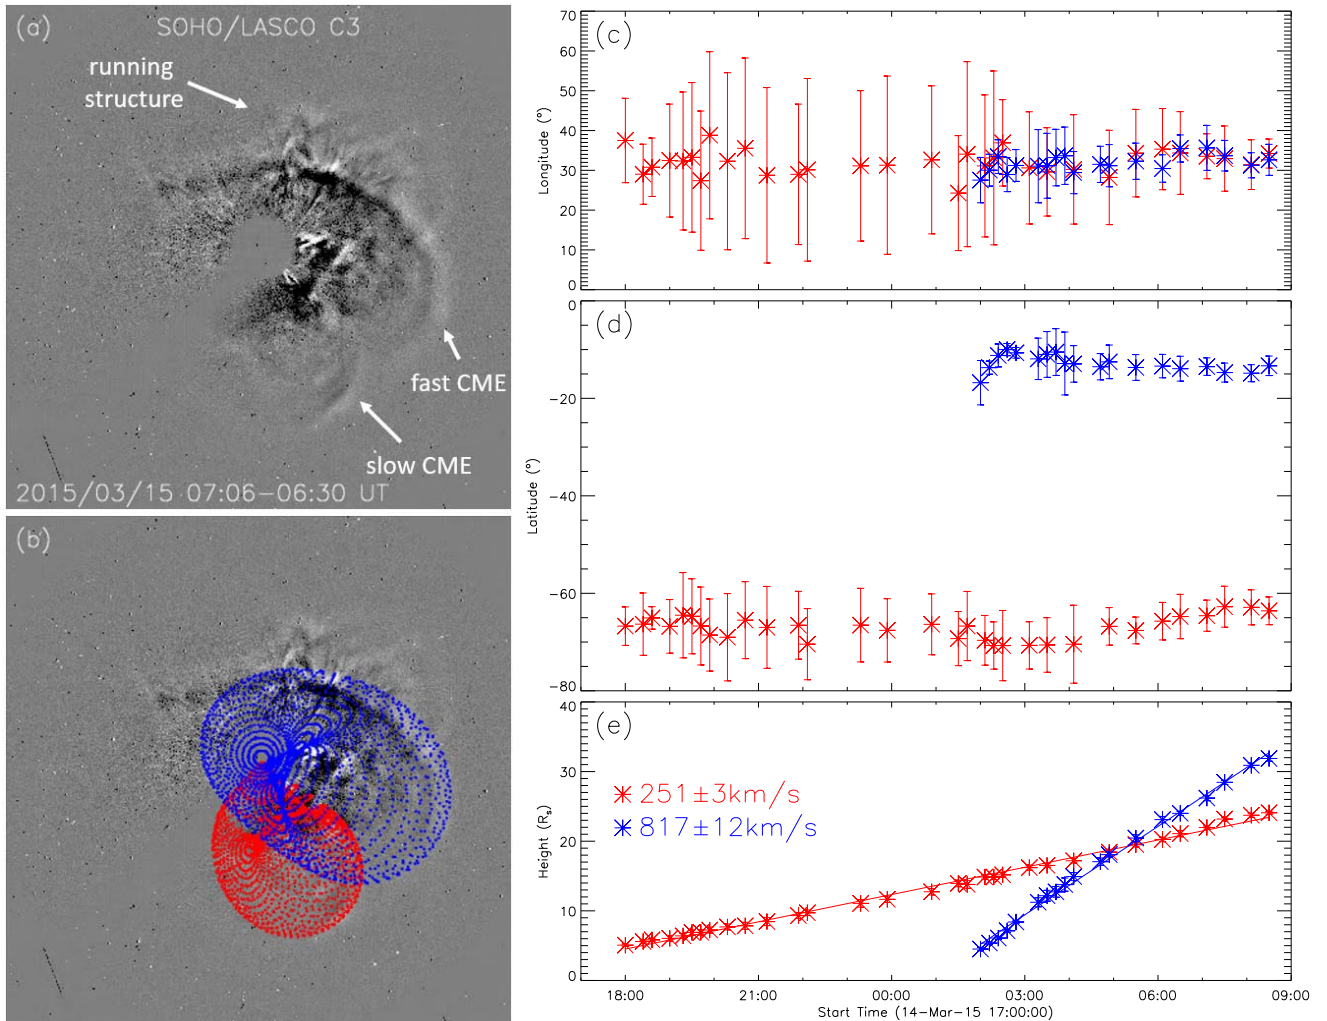 (a)
SOHO/LASCO C3
running
structure
fast CME
slow CME
2015/03/15 07:06-06:30 UT
(b)
(c)
Longitude (°)
70
60
50
40
30
20
10
0
(d)
Latitude (°)
0
-20
-40
-60
-80
(e)
Height (Rs)
40
30
20
10
0
251±3km/s
817±12km/s
18:00 21:00 00:00 03:00 06:00 09:00
Start Time (14-Mar-15 17:00:00)